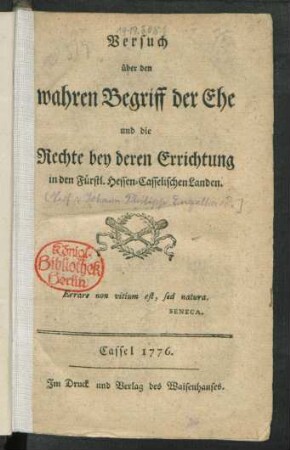 Versuch
über den
wahren Begriff der Ehe
und die
Rechte bey deren Errichtung
in den Fürstl. Hessen-Casselischen Landen.
Königl.
Bibliothek
Berlin
Errare non vitium est, sed natura.
SENECA.
Cassel 1776.
Im Druck und Verlag des Waisenhauses.